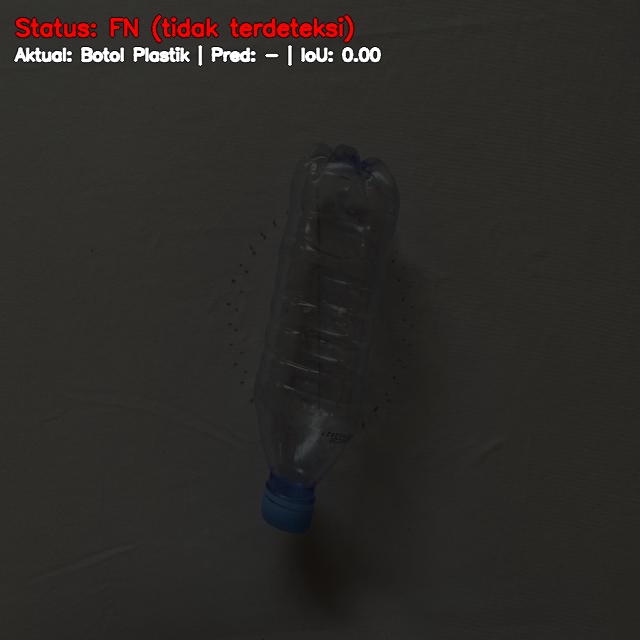 Status: FN (tidak terdeteksi)
Aktual: Botol Plastik | Pred: - | IoU: 0.00